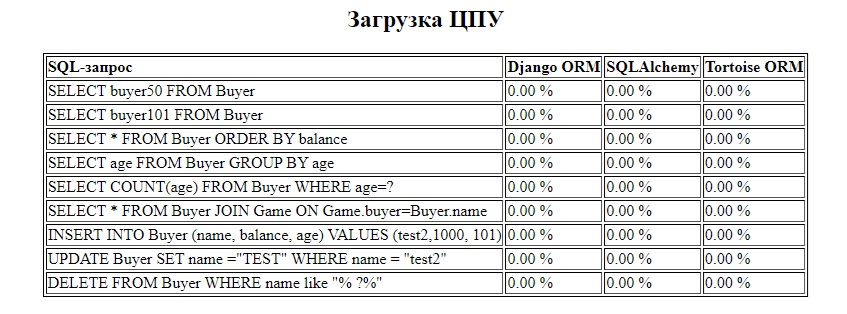 Загрузка ЦПУ
SQL-запрос Django ORM SQLAlchemy Tortoise ORM
SELECT buyer50 FROM Buyer 0.00 % 0.00 % 0.00 %
SELECT buyer101 FROM Buyer 0.00 % 0.00 % 0.00 %
SELECT * FROM Buyer ORDER BY balance 0.00 % 0.00 % 0.00 %
SELECT age FROM Buyer GROUP BY age 0.00 % 0.00 % 0.00 %
SELECT COUNT(age) FROM Buyer WHERE age=? 0.00 % 0.00 % 0.00 %
SELECT * FROM Buyer JOIN Game ON Game.buyer=Buyer.name 0.00 % 0.00 % 0.00 %
INSERT INTO Buyer (name, balance, age) VALUES (test2,1000, 101) 0.00 % 0.00 % 0.00 %
UPDATE Buyer SET name ="TEST" WHERE name = "test2" 0.00 % 0.00 % 0.00 %
DELETE FROM Buyer WHERE name like "% ?%" 0.00 % 0.00 % 0.00 %